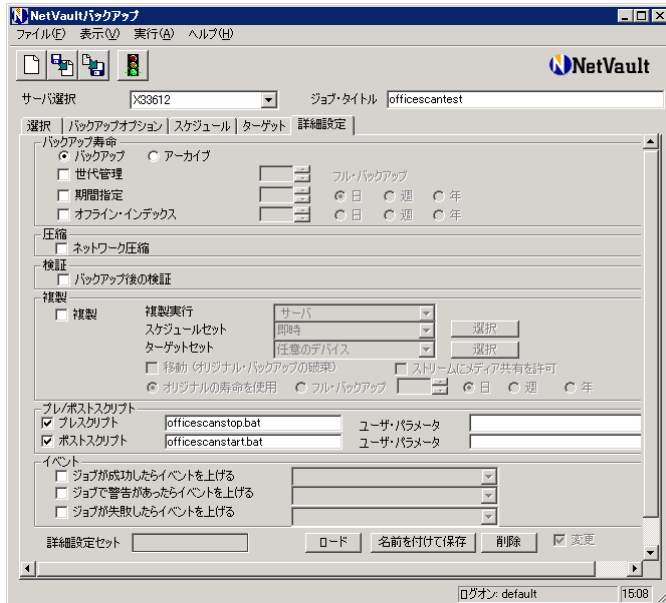 NetVaultバックアップ
ファイル(F) 表示(V) 実行(A) ヘルプ(H)
NetVault
サーバ選択 X33612 ジョブ・タイトル officescantest
選択 バックアップオプション スケジュール ターゲット 詳細設定
バックアップ寿命
バックアップ アーカイブ
世代管理 フル・バックアップ
期間指定 日 週 年
オフライン・インデックス 日 週 年
圧縮
ネットワーク圧縮
検証
バックアップ後の検証
複製
複製 複製実行 サーバ
スケジュールセット 即時 選択
ターゲットセット 任意のデバイス 選択
移動 (オリジナル・バックアップの破棄) ストリームにメディア共有を許可
オリジナルの寿命を使用 フル・バックアップ 日 週 年
プレ/ポストスクリプト
プレスクリプト officescanstop.bat ユーザ・パラメータ
ポストスクリプト officescanstart.bat ユーザ・パラメータ
イベント
ジョブが成功したらイベントを上げる
ジョブで警告があったらイベントを上げる
ジョブが失敗したらイベントを上げる
詳細設定セット ロード 名前を付けて保存 削除 変更
ログオン: default 15:08